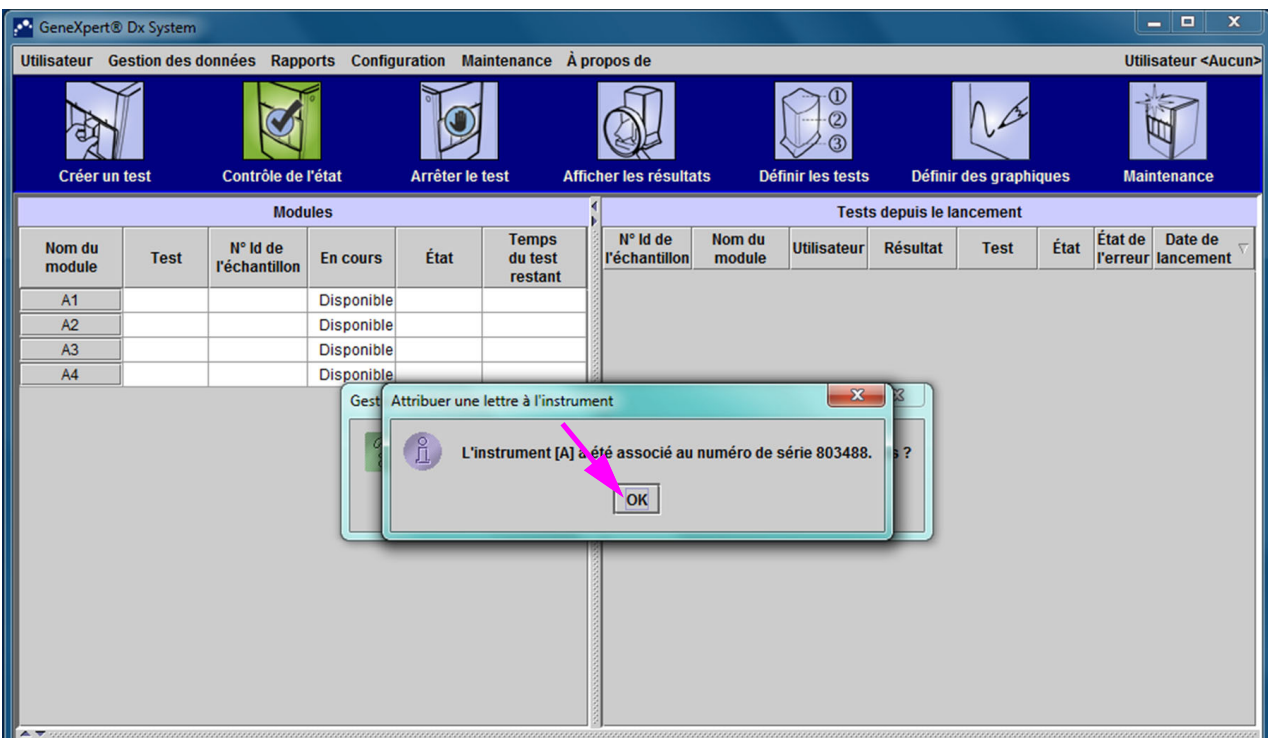 GeneXpert® Dx System
Utilisateur Gestion des données Rapports Configuration Maintenance À propos de Utilisateur <Aucun>
① 
②
③
Créer un test Contrôle de l'état Arrêter le test Afficher les résultats Définir les tests Définir des graphiques Maintenance
Modules
Nom du module Test N° Id de l'échantillon En cours État Temps du test restant
A1 Disponible
A2 Disponible
A3 Disponible
A4 Disponible
Tests depuis le lancement
N° Id de l'échantillon Nom du module Utilisateur Résultat Test État État de l'erreur Date de lancement
Gest
Attribuer une lettre à l'instrument
L'instrument [A] a été associé au numéro de série 803488.
s ?
OK